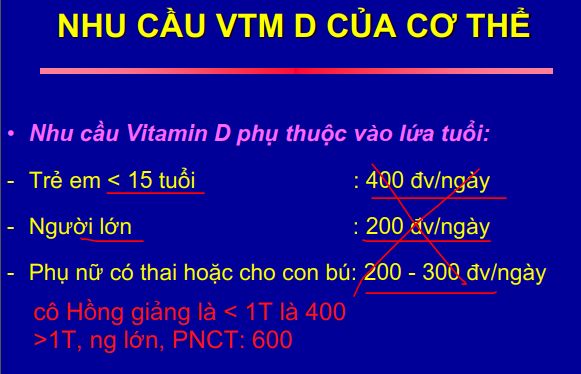 NHU CẦU VTM D CỦA CƠ THỂ
• Nhu cầu Vitamin D phụ thuộc vào lứa tuổi:
- Trẻ em < 15 tuổi : 400 đv/ngày
- Người lớn : 200 đv/ngày
- Phụ nữ có thai hoặc cho con bú: 200 - 300 đv/ngày
cô Hồng giảng là < 1T là 400
>1T, ng lớn, PNCT: 600